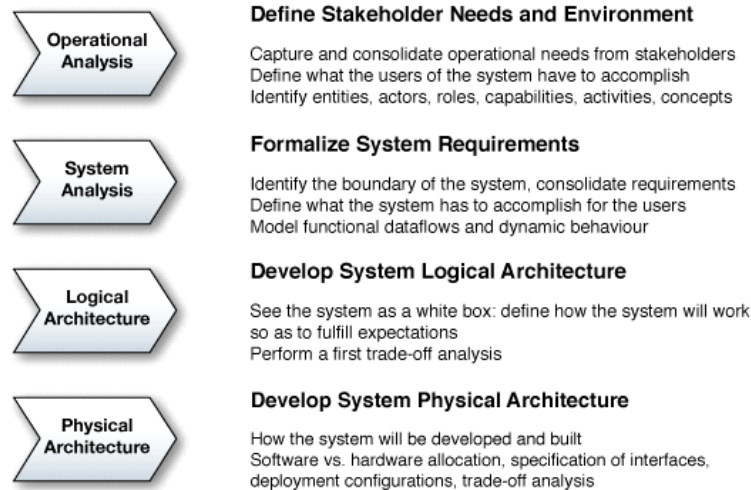 Operational
Analysis
Define Stakeholder Needs and Environment
Capture and consolidate operational needs from stakeholders
Define what the users of the system have to accomplish
Identify entities, actors, roles, capabilities, activities, concepts
System
Analysis
Formalize System Requirements
Identify the boundary of the system, consolidate requirements
Define what the system has to accomplish for the users
Model functional dataflows and dynamic behaviour
Logical
Architecture
Develop System Logical Architecture
See the system as a white box: define how the system will work
so as to fulfill expectations
Perform a first trade-off analysis
Physical
Architecture
Develop System Physical Architecture
How the system will be developed and built
Software vs. hardware allocation, specification of interfaces,
deployment configurations, trade-off analysis